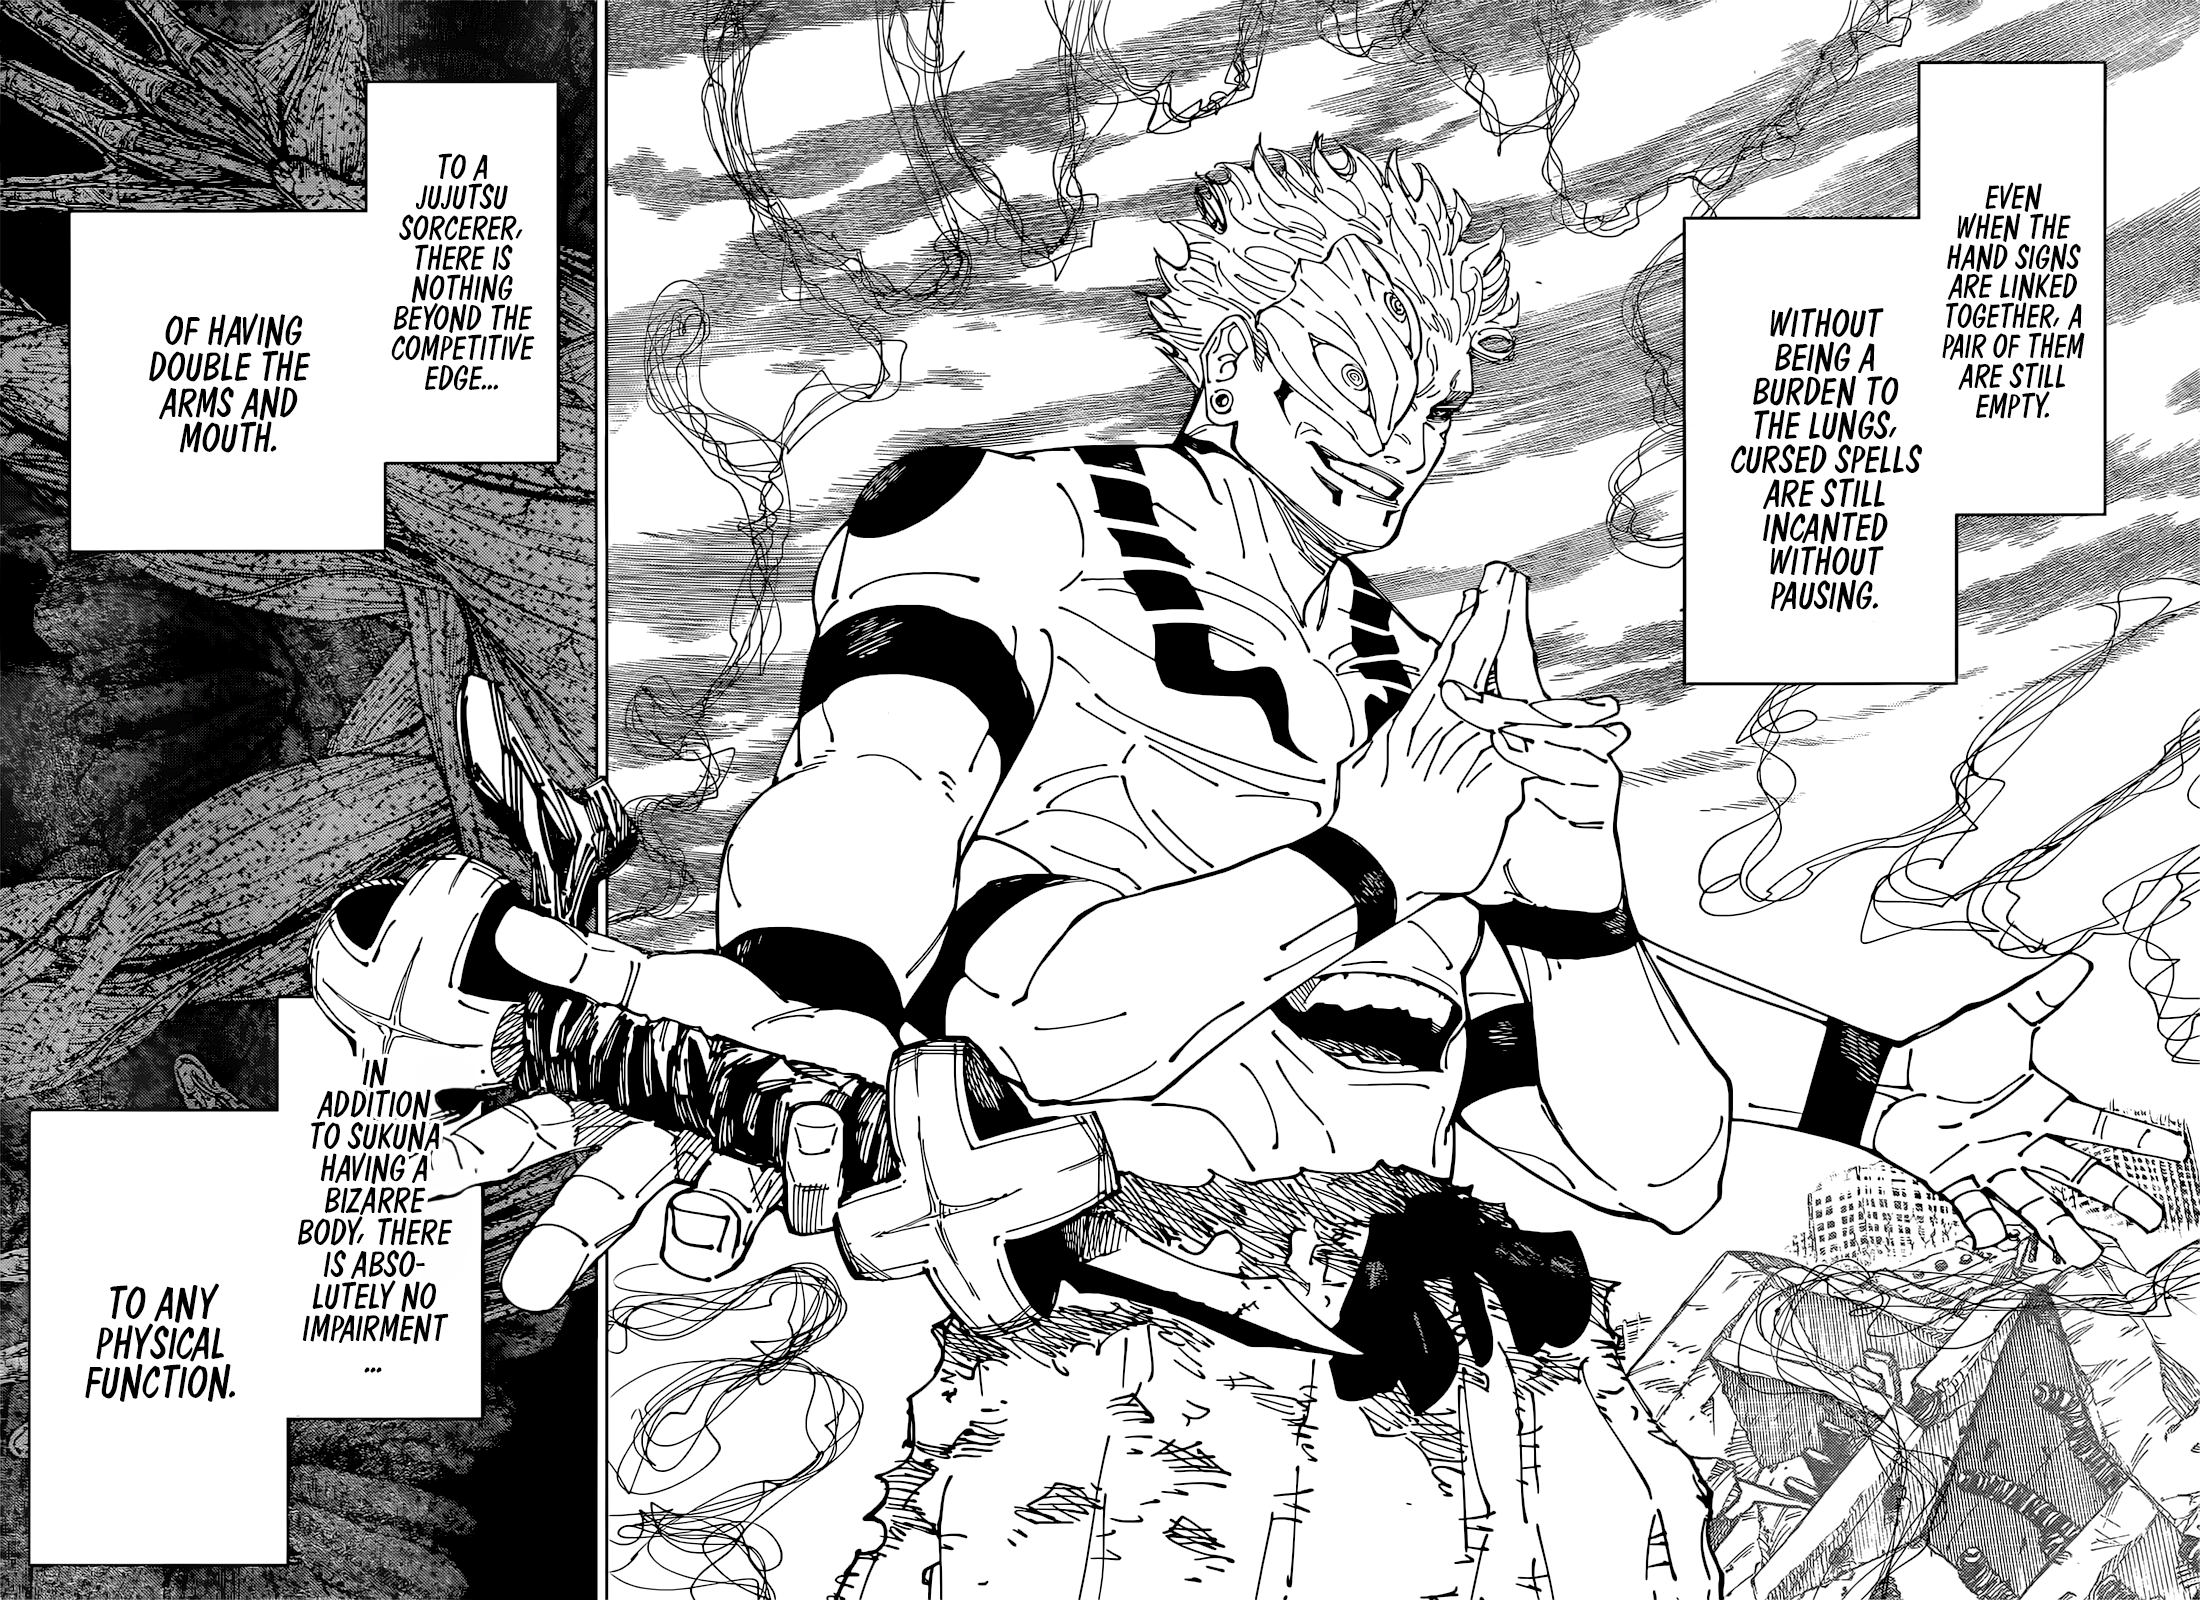 EVEN
WHEN THE
HAND SIGNS
ARE LINKED
TOGETHER, A
PAIR OF THEM
ARE STILL
EMPTY.
WITHOUT
BEING A
BURDEN TO
THE LUNGS,
CURSED SPELLS
ARE STILL
INCANTED
WITHOUT
PAUSING.
TO A
JUJUTSU
SORCERER,
THERE IS
NOTHING
BEYOND THE
COMPETITIVE
EDGE...
OF HAVING
DOUBLE THE
ARMS AND
MOUTH.
IN
ADDITION
TO SUKUNA
HAVING A
BIZARRE
BODY, THERE
IS ABSO-
LUTELY NO
IMPAIRMENT
...
TO ANY
PHYSICAL
FUNCTION.